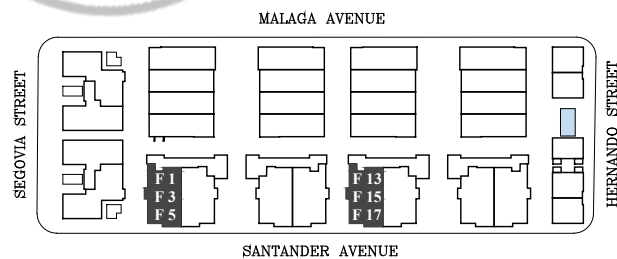 MALAGA AVENUE
SEGOVIA STREET
HERNANDO STREET
F 1
F 3
F 5
F 13
F 15
F 17
SANTANDER AVENUE